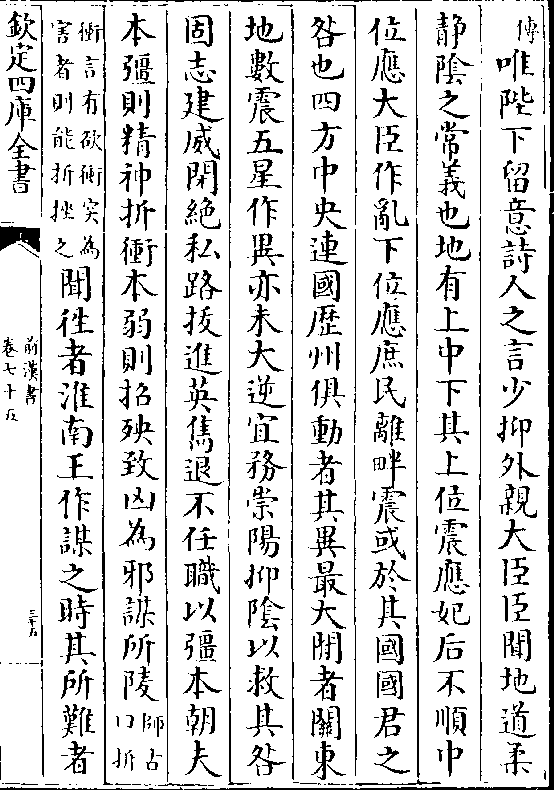 傳唯陛下留意詩人之言少抑外親大臣臣聞地道柔
静陰之常義也地有上中下其上位震應妃后不順中
位應大臣作亂下位應庶民離畔震或於其國國君之
咎也四方中央連國歴州俱動者其異最大間者關東
地數震五星作異亦未大逆宜務崇陽抑陰以救其咎
固志建威閉絶私路拔進英雋退不任職以彊本朝夫
本彊則精神折衝本弱則招殃致凶為邪謀所陵師古曰折
衝言有欲衝突為
害者則能折挫之聞徃者淮南王作謀之時其所難者
欽定四庫全書
前漢書
卷七十五
三十五